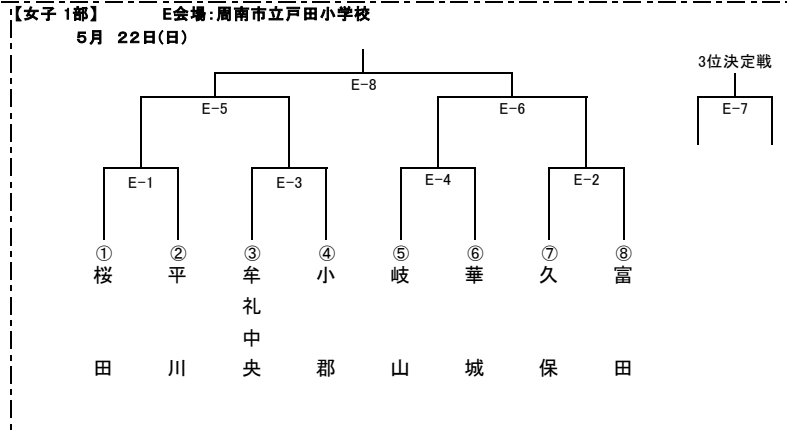 【女子 1部】 E会場：周南市立戸田小学校
5月 22日(日)
3位決定戦
E-8
E-5
E-6
E-7
E-1
E-3
E-4
E-2
①桜田
②平川
③牟礼中央
④小郡
⑤岐山
⑥華城
⑦久保
⑧富田